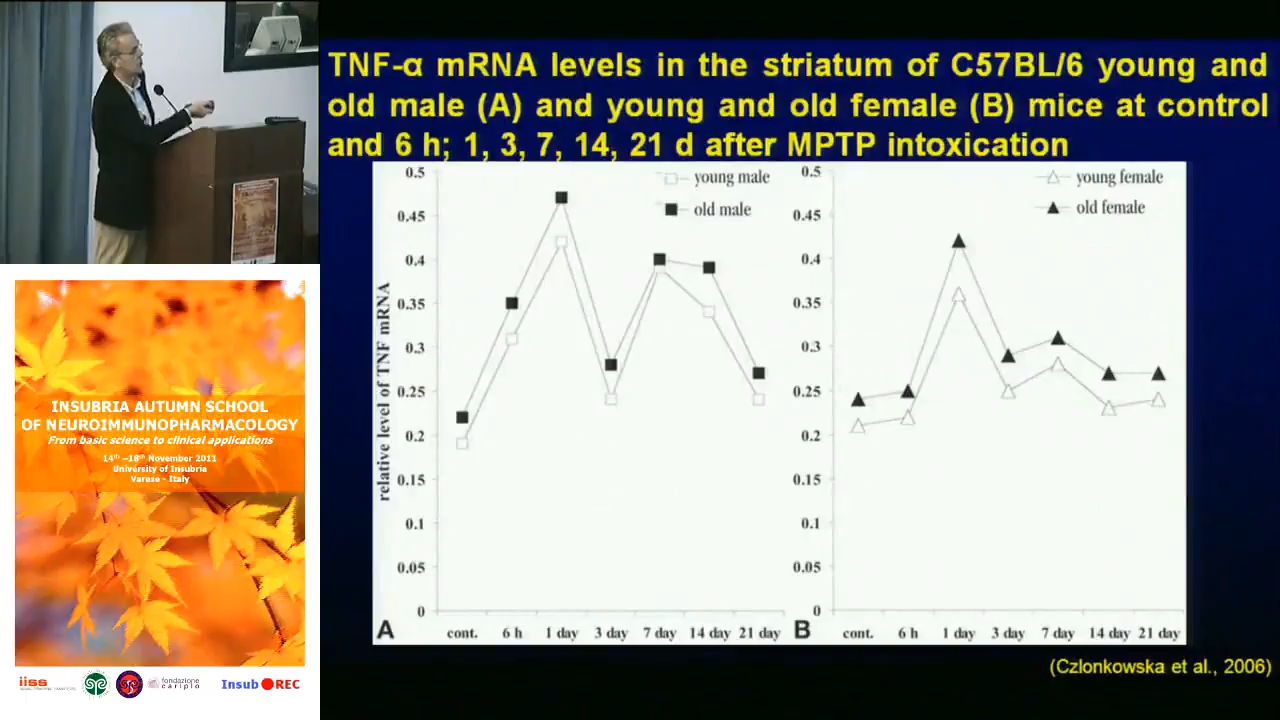 TNF-α mRNA levels in the striatum of C57BL/6 young and
old male (A) and young and old female (B) mice at control
and 6 h; 1, 3, 7, 14, 21 d after MPTP intoxication
relative level of TNF mRNA
0.5
0.45
0.4
0.35
0.3
0.25
0.2
0.15
0.1
0.05
0
young male
old male
A
cont. 6 h 1 day 3 day 7 day 14 day 21 day
0.5
0.45
0.4
0.35
0.3
0.25
0.2
0.15
0.1
0.05
0
young female
old female
B
cont. 6 h 1 day 3 day 7 day 14 day 21 day
(Czlonkowska et al., 2006)
INSUBRIA AUTUMN SCHOOL
OF NEUROIMMUNOPHARMACOLOGY
From basic science to clinical applications
14th –18th November 2011
University of Insubria
Varese - Italy
iiss
fondazione
cariplo
Insub REC